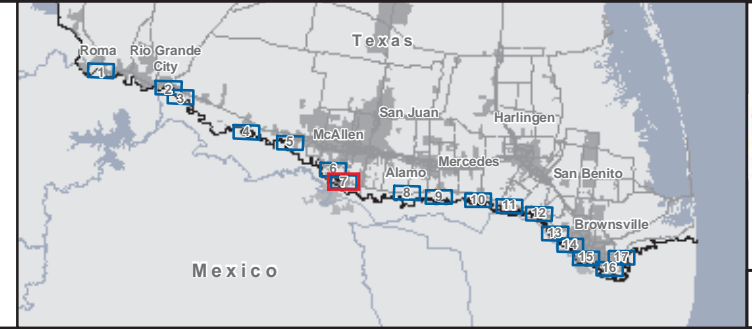 Texas
Roma
Rio Grande
City
1
2
3
4
5
McAllen
San Juan
Harlingen
6
7
Alamo
Mercedes
San Benito
8
9
10
11
12
Brownsville
13
14
15
16
17
Mexico